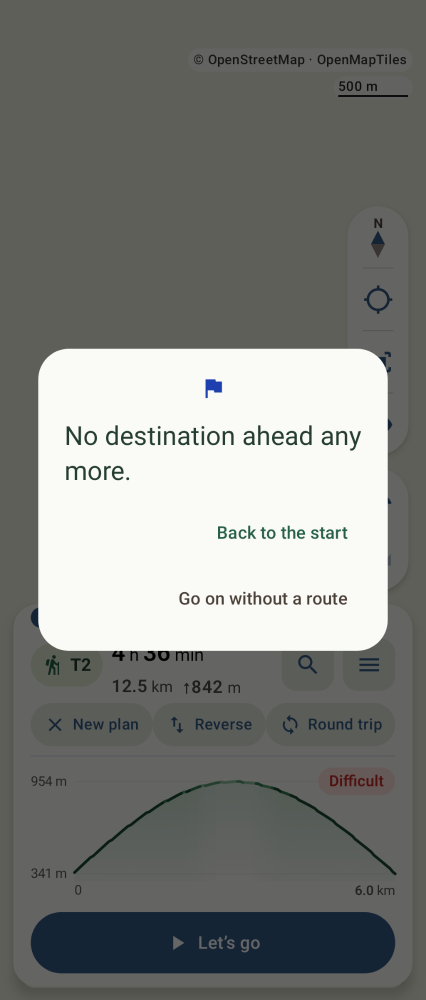 © OpenStreetMap · OpenMapTiles
500 m
N
No destination ahead any
more.
Back to the start
Go on without a route
T2
4 h 36 min
12.5 km ↑842 m
New plan
Reverse
Round trip
954 m
Difficult
341 m
0
6.0 km
Let’s go